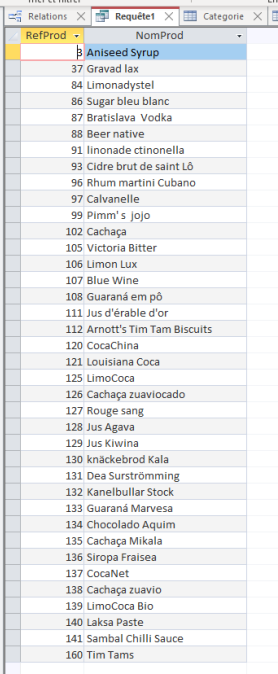 Relations Requête1 Categorie
RefProd NomProd
3 Aniseed Syrup
37 Gravad lax
84 Limonadystel
86 Sugar bleu blanc
87 Bratislava Vodka
88 Beer native
91 linonade ctinonella
93 Cidre brut de saint Lô
96 Rhum martini Cubano
97 Calvanelle
99 Pimm' s jojo
102 Cachaça
105 Victoria Bitter
106 Limon Lux
107 Blue Wine
108 Guaraná em pô
111 Jus d'érable d'or
112 Arnott's Tim Tam Biscuits
120 CocaChina
121 Louisiana Coca
125 LimoCoca
126 Cachaça zuaviocado
127 Rouge sang
128 Jus Agava
129 Jus Kiwina
130 knäckebrod Kala
131 Dea Surströmming
132 Kanelbullar Stock
133 Guaraná Marvesa
134 Chocolado Aquim
135 Cachaça Mikala
136 Siropa Fraisea
137 CocaNet
138 Cachaça zuavio
139 LimoCoca Bio
140 Laksa Paste
141 Sambal Chilli Sauce
160 Tim Tams